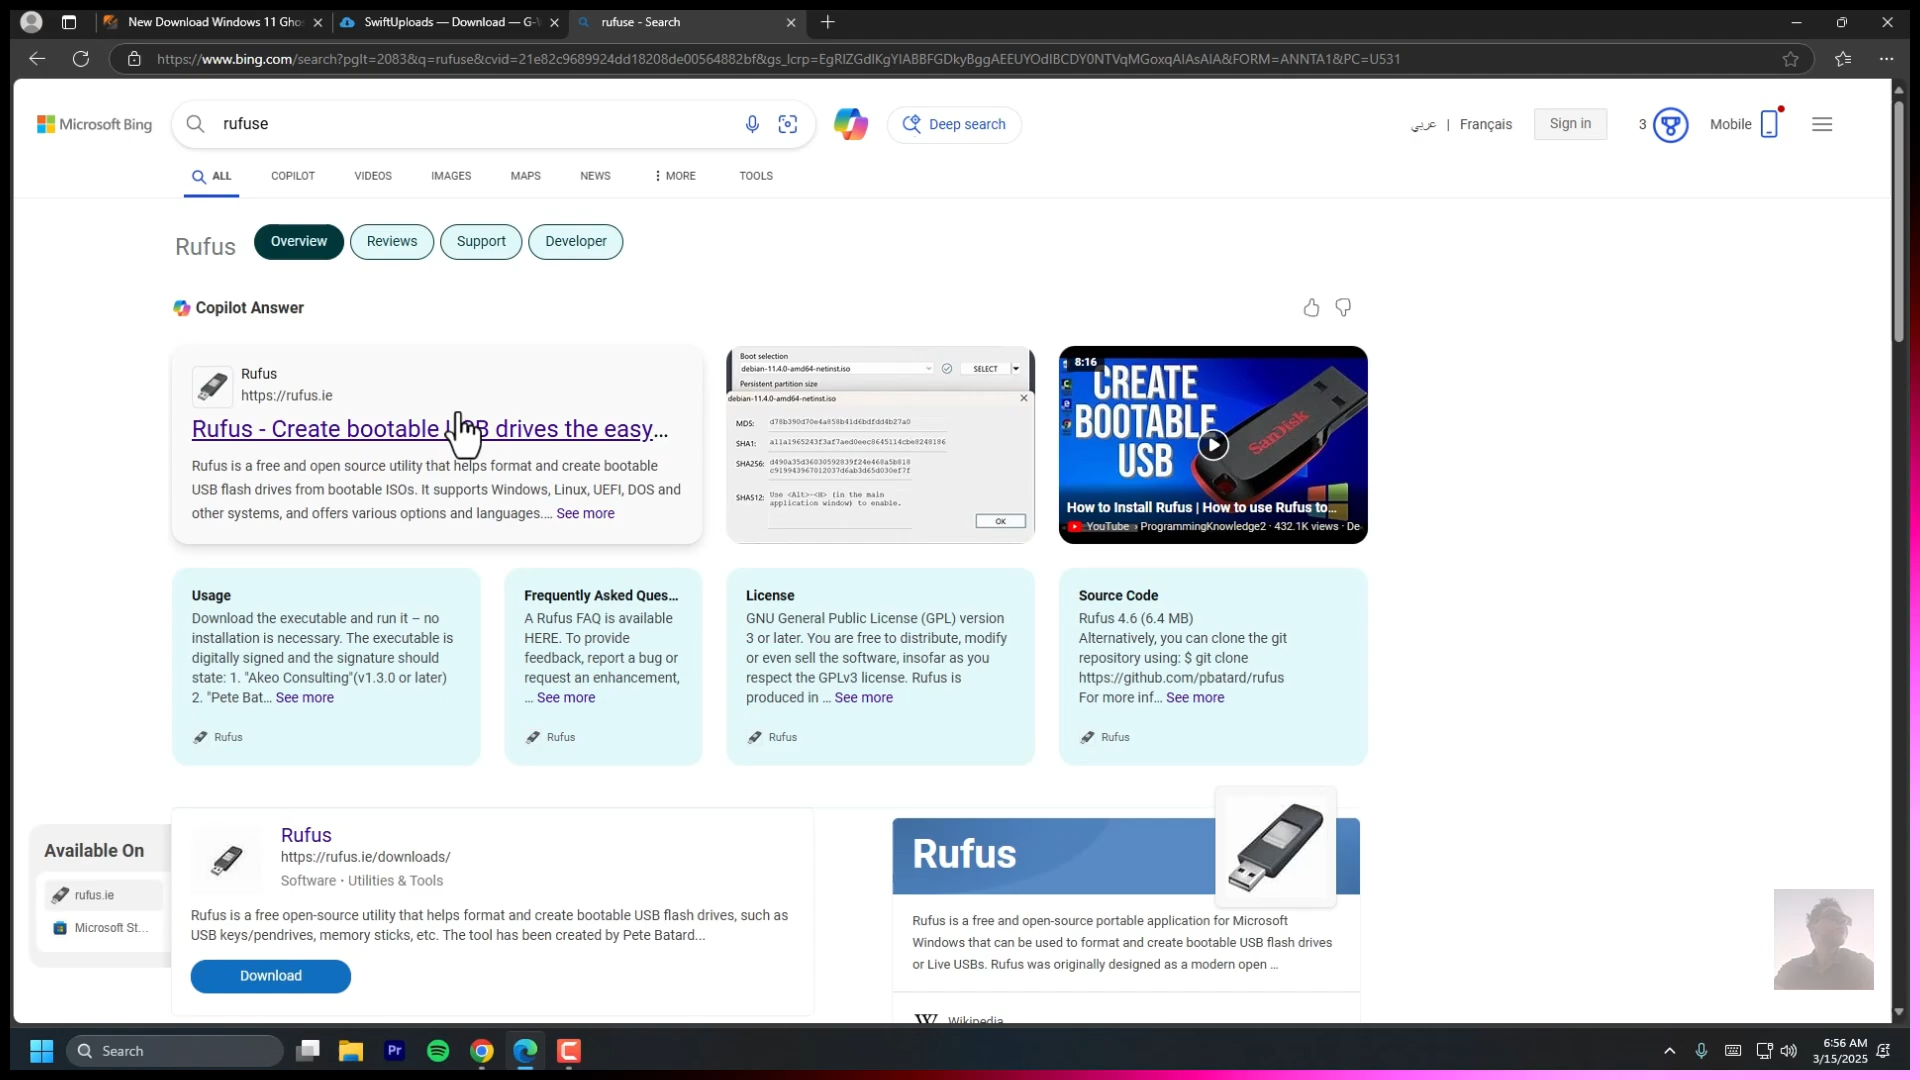 New Download Windows 11 Gho
SwiftUploads — Download — G-W
rufuse - Search
https://www.bing.com/search?pglt=2083&q=rufuse&cvid=21e82c9689924dd18208de00564882bf&gs_lcrp=EgRlZGdlKgYIABBFGDkyBggAEEUYOdIBCDY0NTVqMGoxqAIAsAIA&FORM=ANNTA1&PC=U531
Microsoft Bing
rufuse
Deep search
عربي | Français
Sign in
3
Mobile
ALL
COPILOT
VIDEOS
IMAGES
MAPS
NEWS
MORE
TOOLS
Rufus
Overview
Reviews
Support
Developer
Copilot Answer
Rufus
https://rufus.ie
Rufus - Create bootable USB drives the easy...
Rufus is a free and open source utility that helps format and create bootable
USB flash drives from bootable ISOs. It supports Windows, Linux, UEFI, DOS and
other systems, and offers various options and languages.... See more
Boot selection
debian-11.4.0-amd64-netinst.iso
SELECT
Persistent partition size
debian-11.4.0-amd64-netinst.iso
MD5: d78b390d70e4a858b41d6bdfdd4b27a0
SHA1: a11a1965243f3af7aed0eec8645114cbe8248186
SHA256: d490a35d36030592839f24e468a5b818
c919943967012037d6ab3d65d030ef7f
SHA512: Use <Alt>-<H> (in the main
application window) to enable.
OK
8:16
CREATE
BOOTABLE
USB
SanDisk
How to Install Rufus | How to use Rufus to...
YouTube › ProgrammingKnowledge2 · 432.1K views · De
Usage
Download the executable and run it – no
installation is necessary. The executable is
digitally signed and the signature should
state: 1. "Akeo Consulting"(v1.3.0 or later)
2. "Pete Bat... See more
Rufus
Frequently Asked Ques...
A Rufus FAQ is available
HERE. To provide
feedback, report a bug or
request an enhancement,
... See more
Rufus
License
GNU General Public License (GPL) version
3 or later. You are free to distribute, modify
or even sell the software, insofar as you
respect the GPLv3 license. Rufus is
produced in ... See more
Rufus
Source Code
Rufus 4.6 (6.4 MB)
Alternatively, you can clone the git
repository using: $ git clone
https://github.com/pbatard/rufus
For more inf... See more
Rufus
Available On
rufus.ie
Microsoft St...
Rufus
https://rufus.ie/downloads/
Software · Utilities & Tools
Rufus is a free open-source utility that helps format and create bootable USB flash drives, such as
USB keys/pendrives, memory sticks, etc. The tool has been created by Pete Batard...
Download
Rufus
Rufus is a free and open-source portable application for Microsoft
Windows that can be used to format and create bootable USB flash drives
or Live USBs. Rufus was originally designed as a modern open ...
W Wikipedia
Search
Pr
6:56 AM
3/15/2025